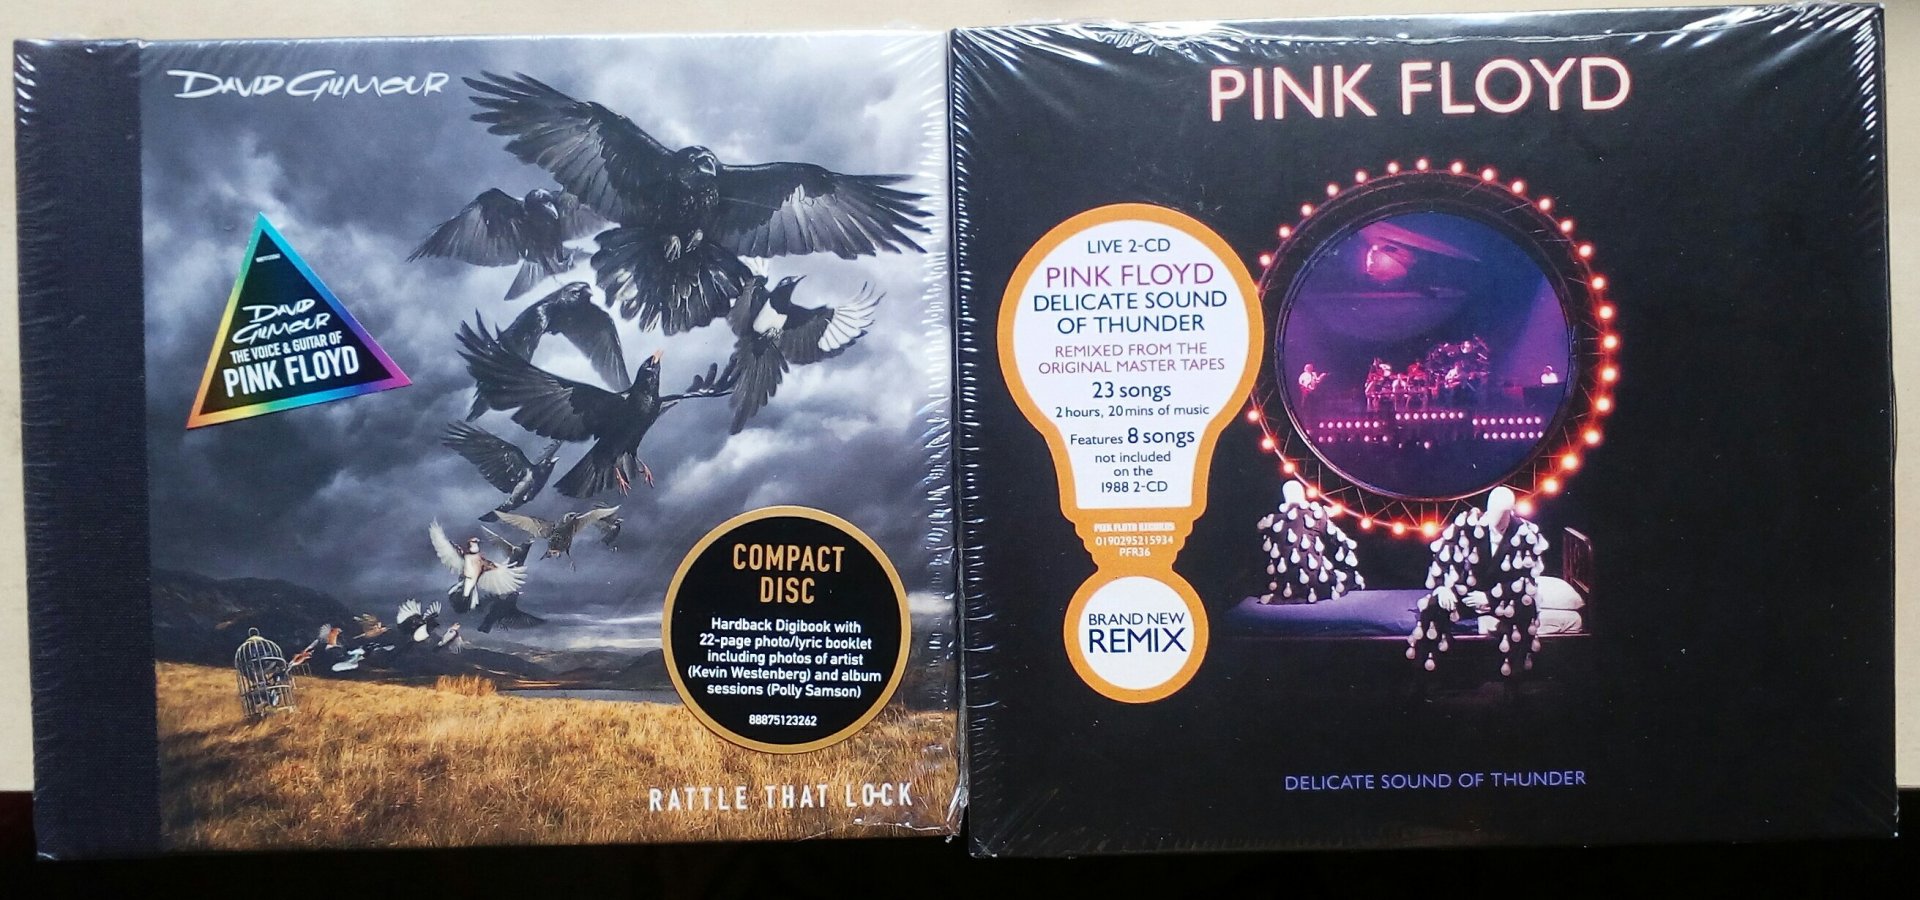 DAVID GILMOUR
DAVID
GILMOUR
THE VOICE & GUITAR OF
PINK FLOYD
COMPACT
DISC
Hardback Digibook with
22-page photo/lyric booklet
including photos of artist
(Kevin Westenberg) and album
sessions (Polly Samson)
88875123262
RATTLE THAT LOCK
PINK FLOYD
LIVE 2-CD
PINK FLOYD
DELICATE SOUND
OF THUNDER
REMIXED FROM THE
ORIGINAL MASTER TAPES
23 songs
2 hours, 20 mins of music
Features 8 songs
not included
on the
1988 2-CD
PINK FLOYD RECORDS
0190295215934
PFR36
BRAND NEW
REMIX
DELICATE SOUND OF THUNDER